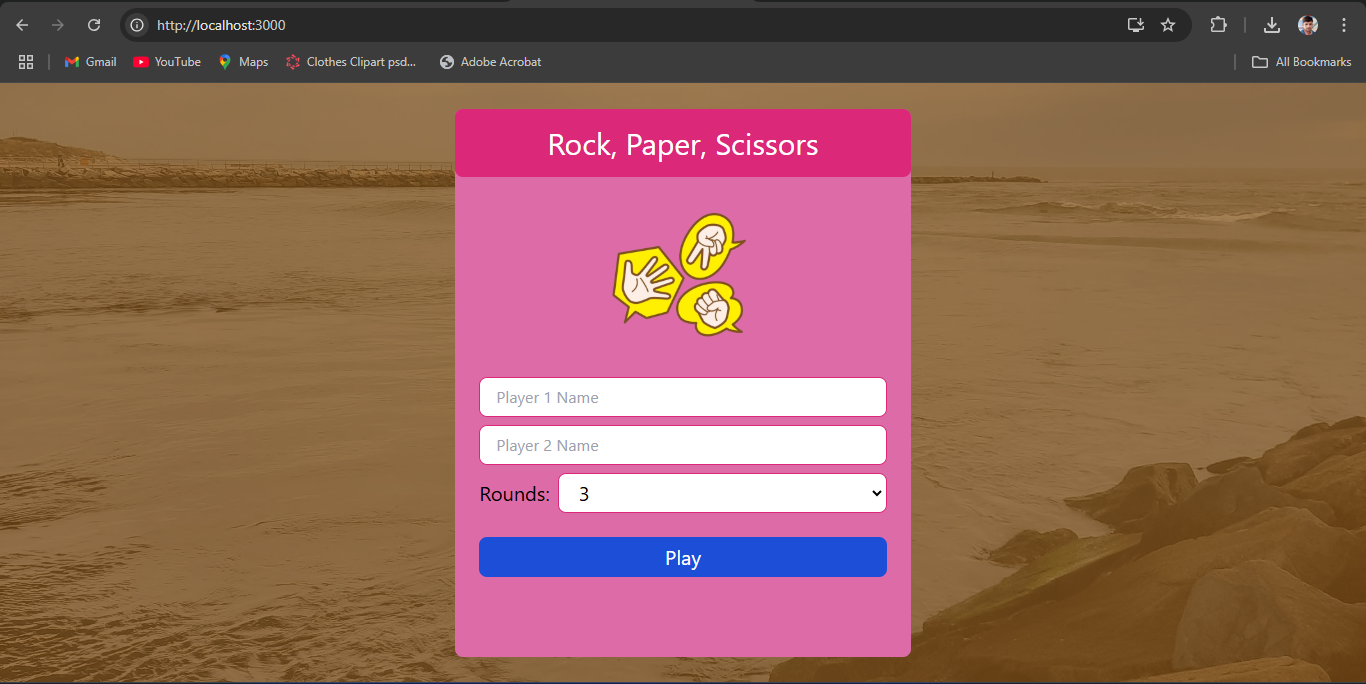 http://localhost:3000
Gmail YouTube Maps Clothes Clipart psd... Adobe Acrobat All Bookmarks
Rock, Paper, Scissors
Player 1 Name
Player 2 Name
Rounds: 3
Play